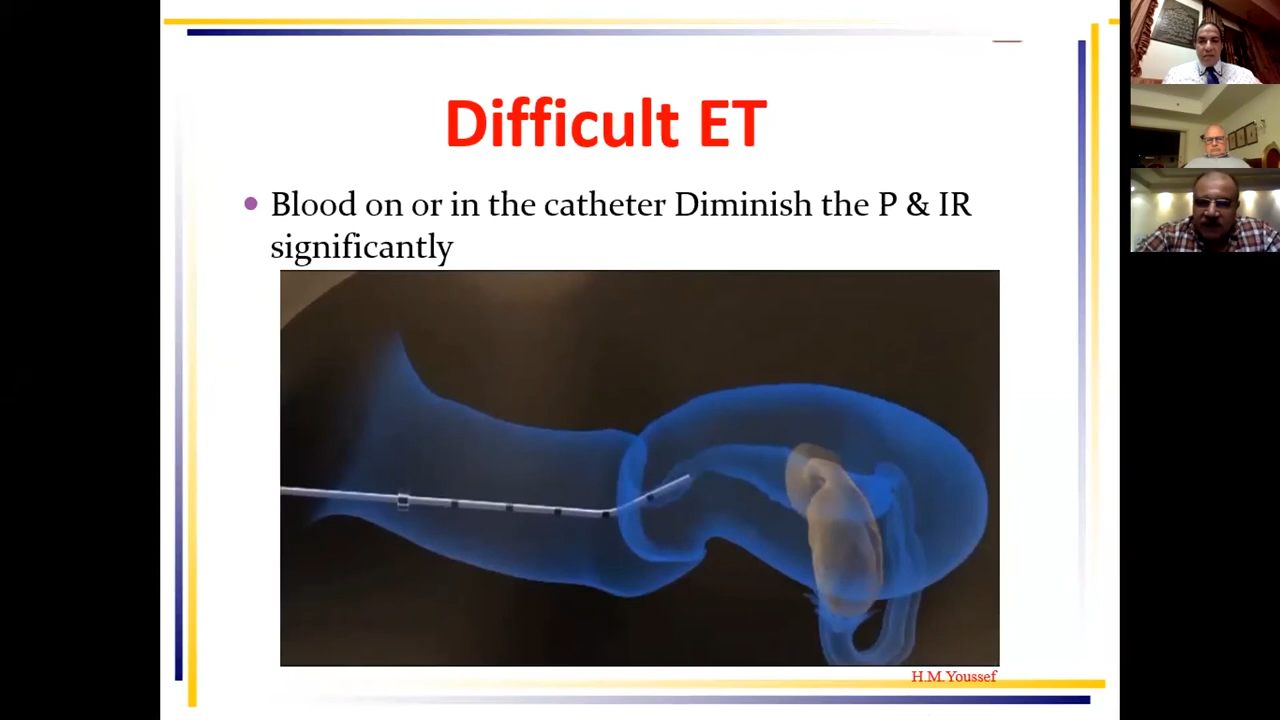 Difficult ET
Blood on or in the catheter Diminish the P & IR
significantly
H.M.Youssef